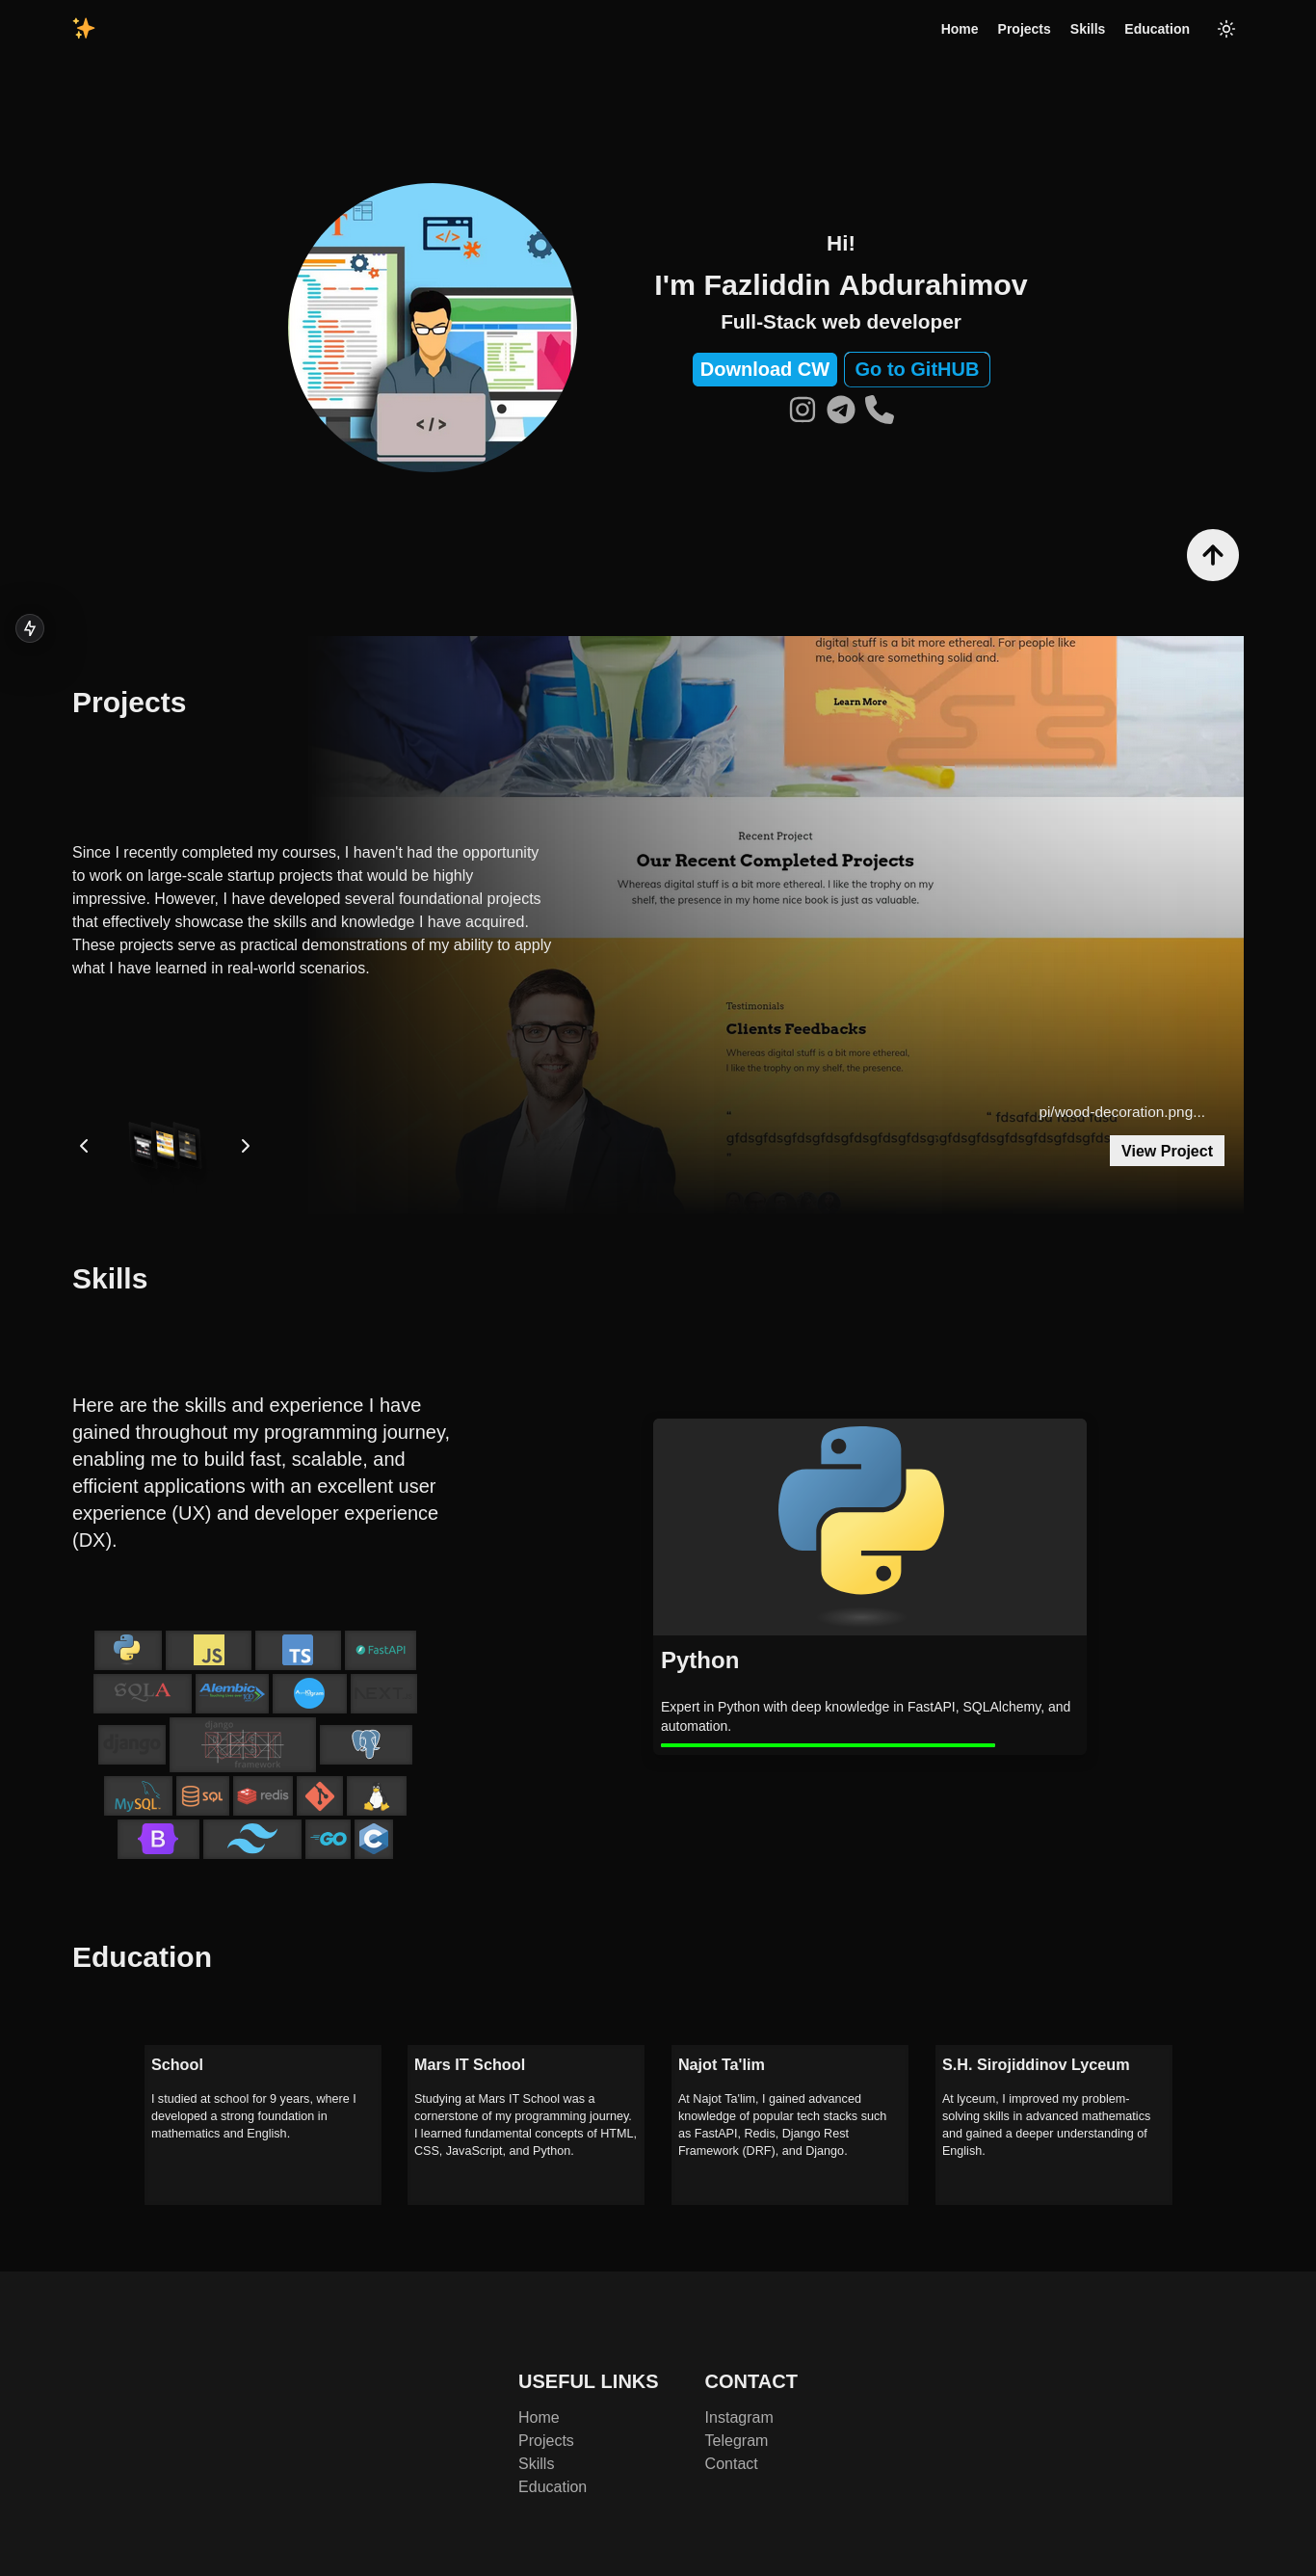 Home Projects Skills Education
</>
</>
Hi!
I'm Fazliddin Abdurahimov
Full-Stack web developer
Download CW Go to GitHUB
digital stuff is a bit more ethereal. For people like
me, book are something solid and.
Learn More
Projects
Recent Project
Our Recent Completed Projects
Whereas digital stuff is a bit more ethereal. I like the trophy on my
shelf, the presence in my home nice book is just as valuable.
Since I recently completed my courses, I haven't had the opportunity
to work on large-scale startup projects that would be highly
impressive. However, I have developed several foundational projects
that effectively showcase the skills and knowledge I have acquired.
These projects serve as practical demonstrations of my ability to apply
what I have learned in real-world scenarios.
Testimonials
Clients Feedbacks
Whereas digital stuff is a bit more ethereal,
I like the trophy on my shelf, the presence.
pi/wood-decoration.png...
View Project
Skills
Here are the skills and experience I have
gained throughout my programming journey,
enabling me to build fast, scalable, and
efficient applications with an excellent user
experience (UX) and developer experience
(DX).
JS TS FastAPI
SQLA Alembic NEXT
django django
framework
MySQL SQL redis
B GO C
Python
Expert in Python with deep knowledge in FastAPI, SQLAlchemy, and
automation.
Education
School
I studied at school for 9 years, where I
developed a strong foundation in
mathematics and English.
Mars IT School
Studying at Mars IT School was a
cornerstone of my programming journey.
I learned fundamental concepts of HTML,
CSS, JavaScript, and Python.
Najot Ta'lim
At Najot Ta'lim, I gained advanced
knowledge of popular tech stacks such
as FastAPI, Redis, Django Rest
Framework (DRF), and Django.
S.H. Sirojiddinov Lyceum
At lyceum, I improved my problem-
solving skills in advanced mathematics
and gained a deeper understanding of
English.
USEFUL LINKS
Home
Projects
Skills
Education
CONTACT
Instagram
Telegram
Contact